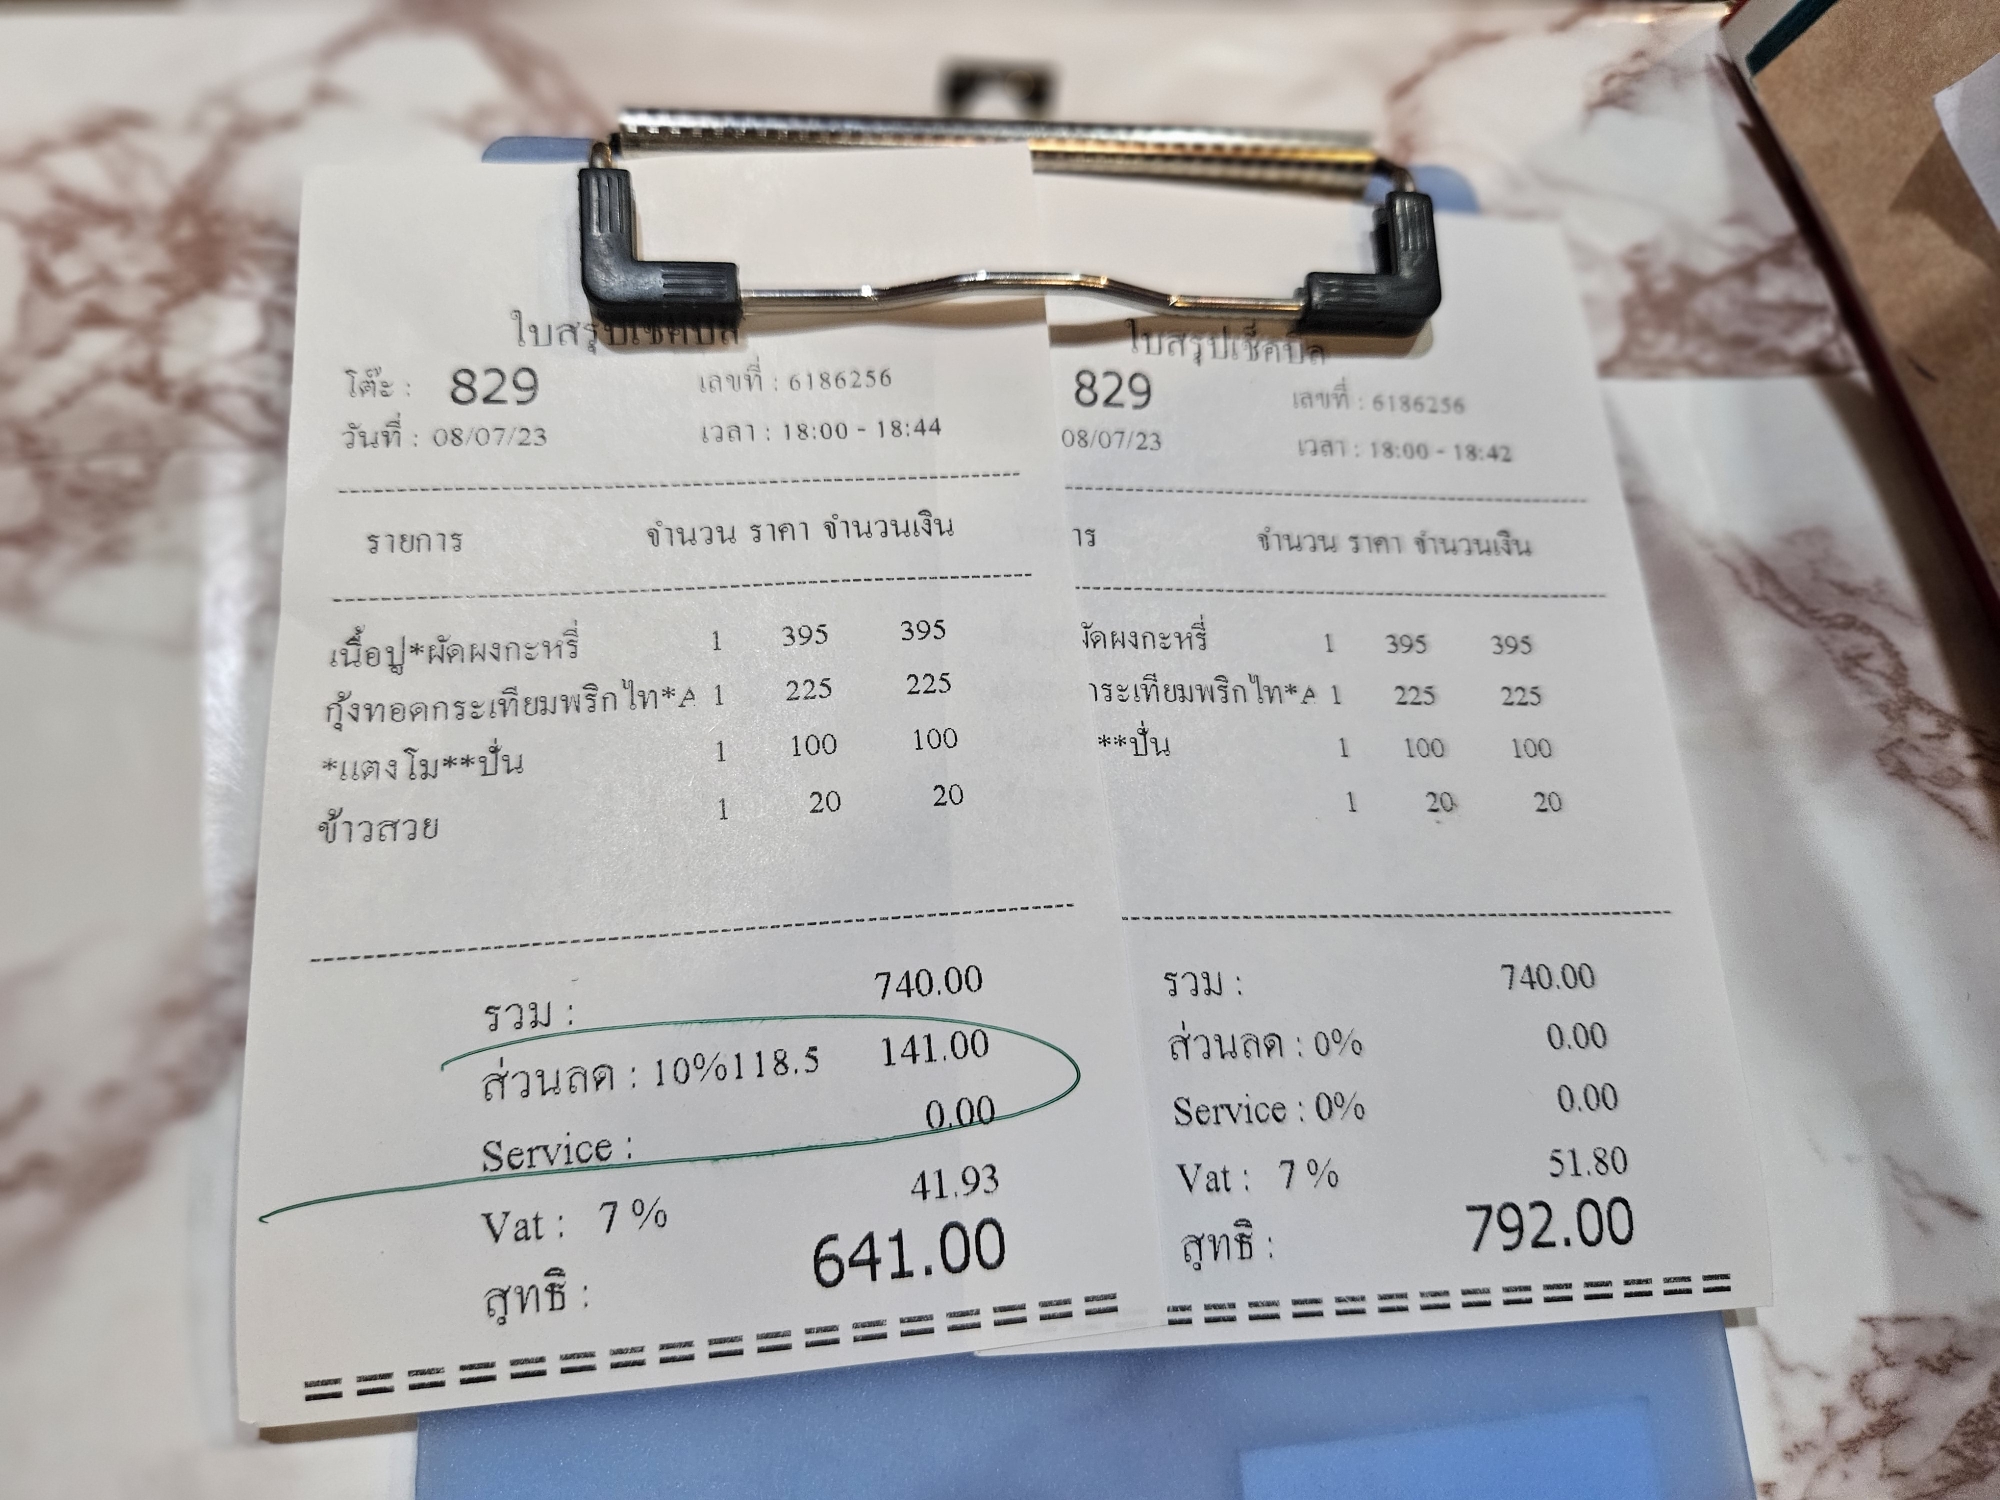 ใบสรุปเช็คบิล
โต๊ะ : 829 เลขที่ : 6186256
วันที่ : 08/07/23 เวลา : 18:00 - 18:44
รายการ จำนวน ราคา จำนวนเงิน
เนื้อปู*ผัดผงกะหรี่ 1 395 395
กุ้งทอดกระเทียมพริกไท*A 1 225 225
*แตงโม**ปั่น 1 100 100
ข้าวสวย 1 20 20
รวม : 740.00
ส่วนลด : 10%118.5 141.00
Service : 0.00
Vat : 7 % 41.93
สุทธิ : 641.00
ใบสรุปเช็คบิล
829 เลขที่ : 6186256
08/07/23 เวลา : 18:00 - 18:42
าร จำนวน ราคา จำนวนเงิน
ัดผงกะหรี่ 1 395 395
าระเทียมพริกไท*A 1 225 225
**ปั่น 1 100 100
1 20 20
รวม : 740.00
ส่วนลด : 0% 0.00
Service : 0% 0.00
Vat : 7 % 51.80
สุทธิ : 792.00